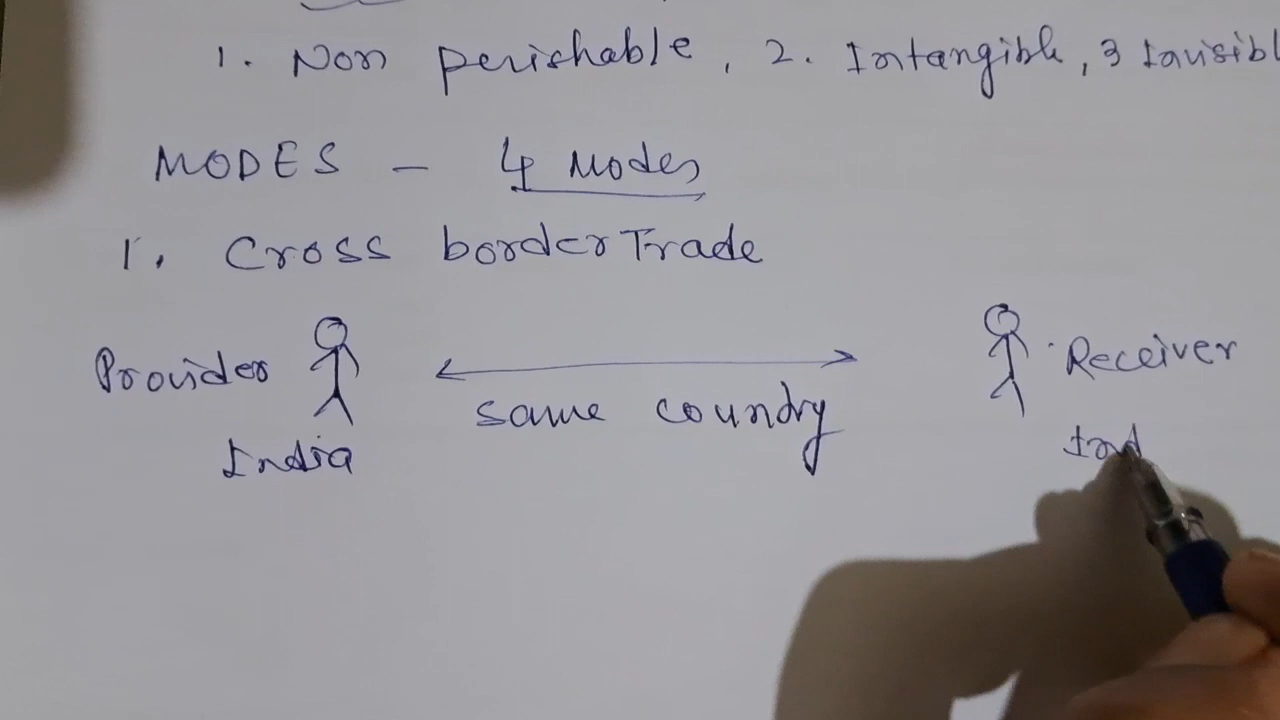 1. Non perishable, 2. Intangible, 3 Invisibl
MODES - 4 Modes
1. Cross border Trade
Provider
Receiver
same country
India
Ind